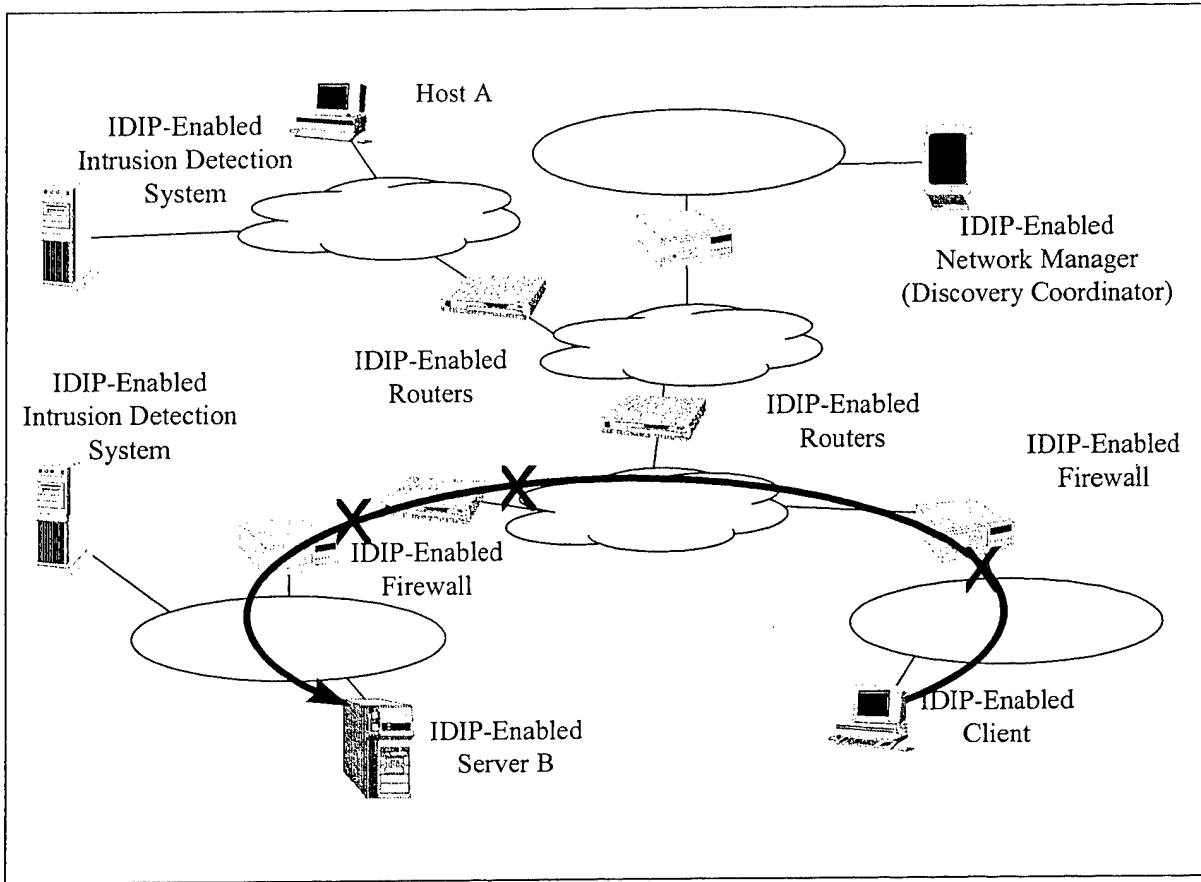 Host A
IDIP-Enabled
Intrusion Detection
System
IDIP-Enabled
Network Manager
(Discovery Coordinator)
IDIP-Enabled
Routers
IDIP-Enabled
Intrusion Detection
System
IDIP-Enabled
Routers
IDIP-Enabled
Firewall
IDIP-Enabled
Firewall
IDIP-Enabled
Server B
IDIP-Enabled
Client